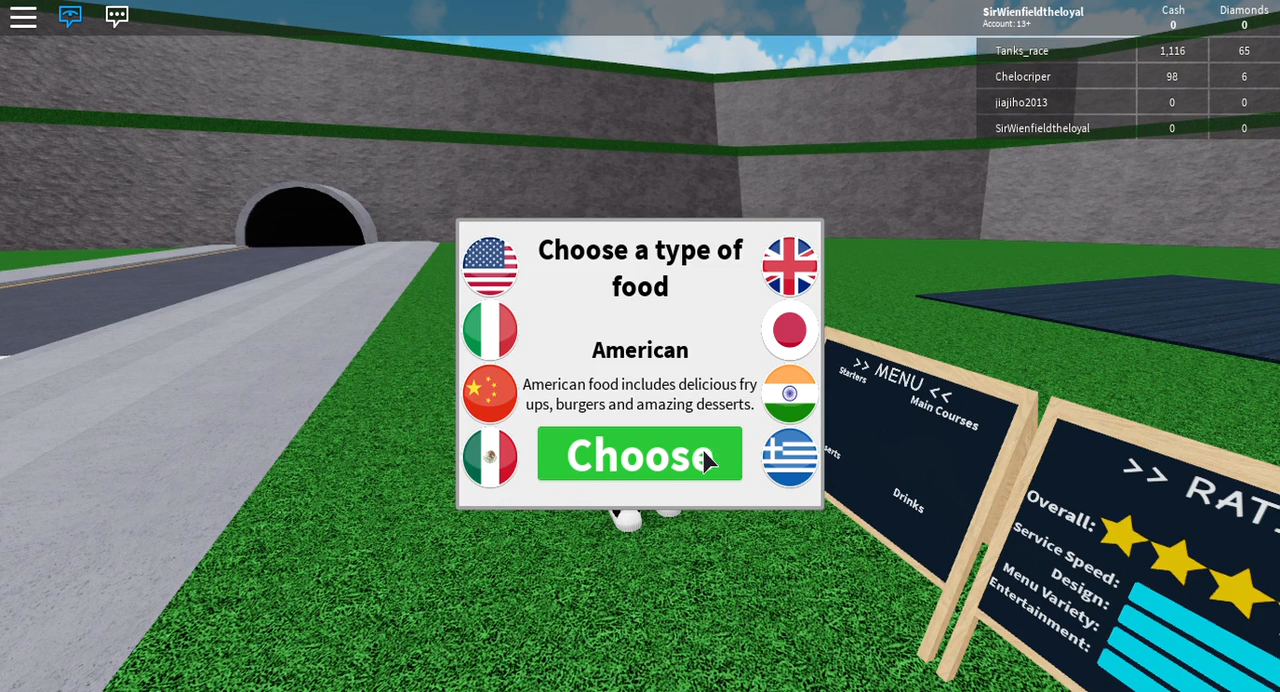 SirWienfieldtheloyal
Account: 13+
Cash
0
Diamonds
0
Tanks_race 1,116 65
Chelocriper 98 6
jiajiho2013 0 0
SirWienfieldtheloyal 0 0
Choose a type of
food
American
American food includes delicious fry
ups, burgers and amazing desserts.
Choose
>> MENU <<
Starters
Main Courses
Drinks
>> RAT
Overall:
Service Speed:
Design:
Menu Variety:
Entertainment: